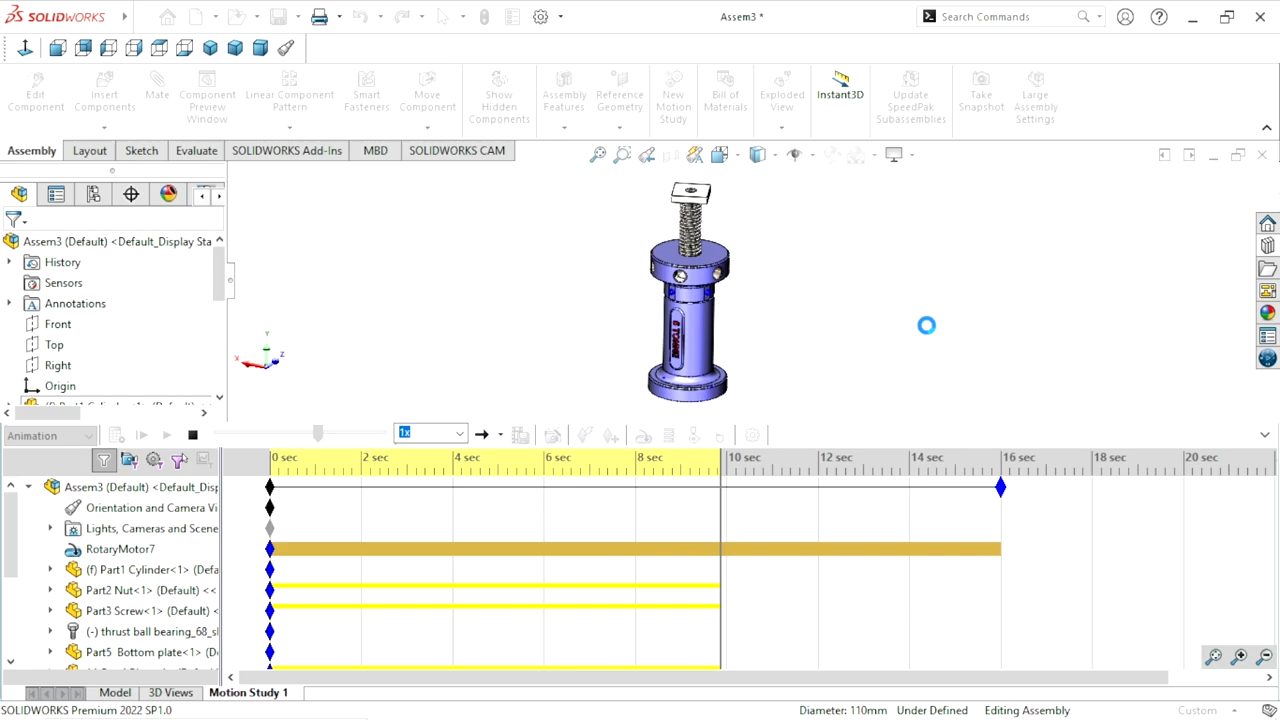 SOLIDWORKS
Assem3 *
Search Commands
Edit Component
Insert Components
Mate
Component Preview Window
Linear Component Pattern
Smart Fasteners
Move Component
Show Hidden Components
Assembly Features
Reference Geometry
New Motion Study
Bill of Materials
Exploded View
Instant3D
Update SpeedPak Subassemblies
Take Snapshot
Large Assembly Settings
Assembly
Layout
Sketch
Evaluate
SOLIDWORKS Add-Ins
MBD
SOLIDWORKS CAM
Assem3 (Default) <Default_Display Sta
History
Sensors
Annotations
Front
Top
Right
Origin
Y
X
Z
Animation
1x
0 sec
2 sec
4 sec
6 sec
8 sec
10 sec
12 sec
14 sec
16 sec
18 sec
20 sec
Assem3 (Default) <Default_Disp
Orientation and Camera Vi
Lights, Cameras and Scene
RotaryMotor7
(f) Part1 Cylinder<1> (Defa
Part2 Nut<1> (Default) <<
Part3 Screw<1> (Default) <
(-) thrust ball bearing_68_s
Part5 Bottom plate<1> (D
Model
3D Views
Motion Study 1
SOLIDWORKS Premium 2022 SP1.0
Diameter: 110mm
Under Defined
Editing Assembly
Custom